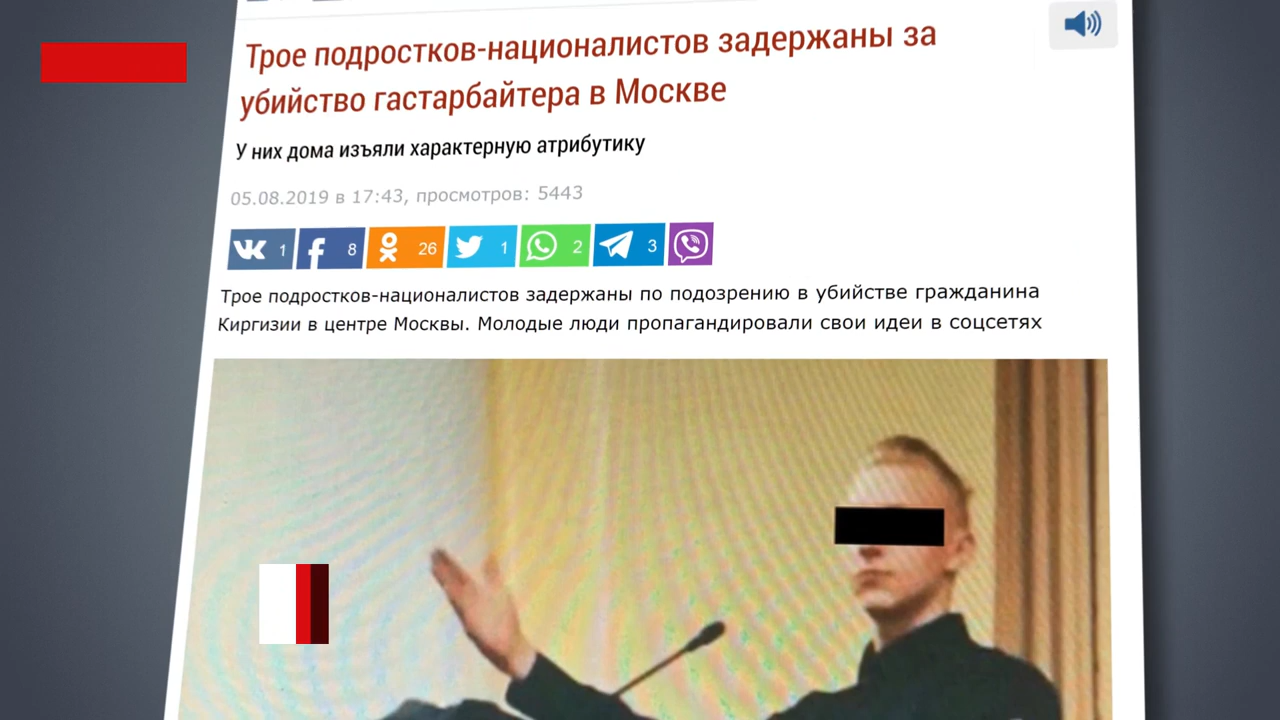 Трое подростков-националистов задержаны за
убийство гастарбайтера в Москве
У них дома изъяли характерную атрибутику
05.08.2019 в 17:43, просмотров: 5443
1 8 26 1 2 3
Трое подростков-националистов задержаны по подозрению в убийстве гражданина
Киргизии в центре Москвы. Молодые люди пропагандировали свои идеи в соцсетях